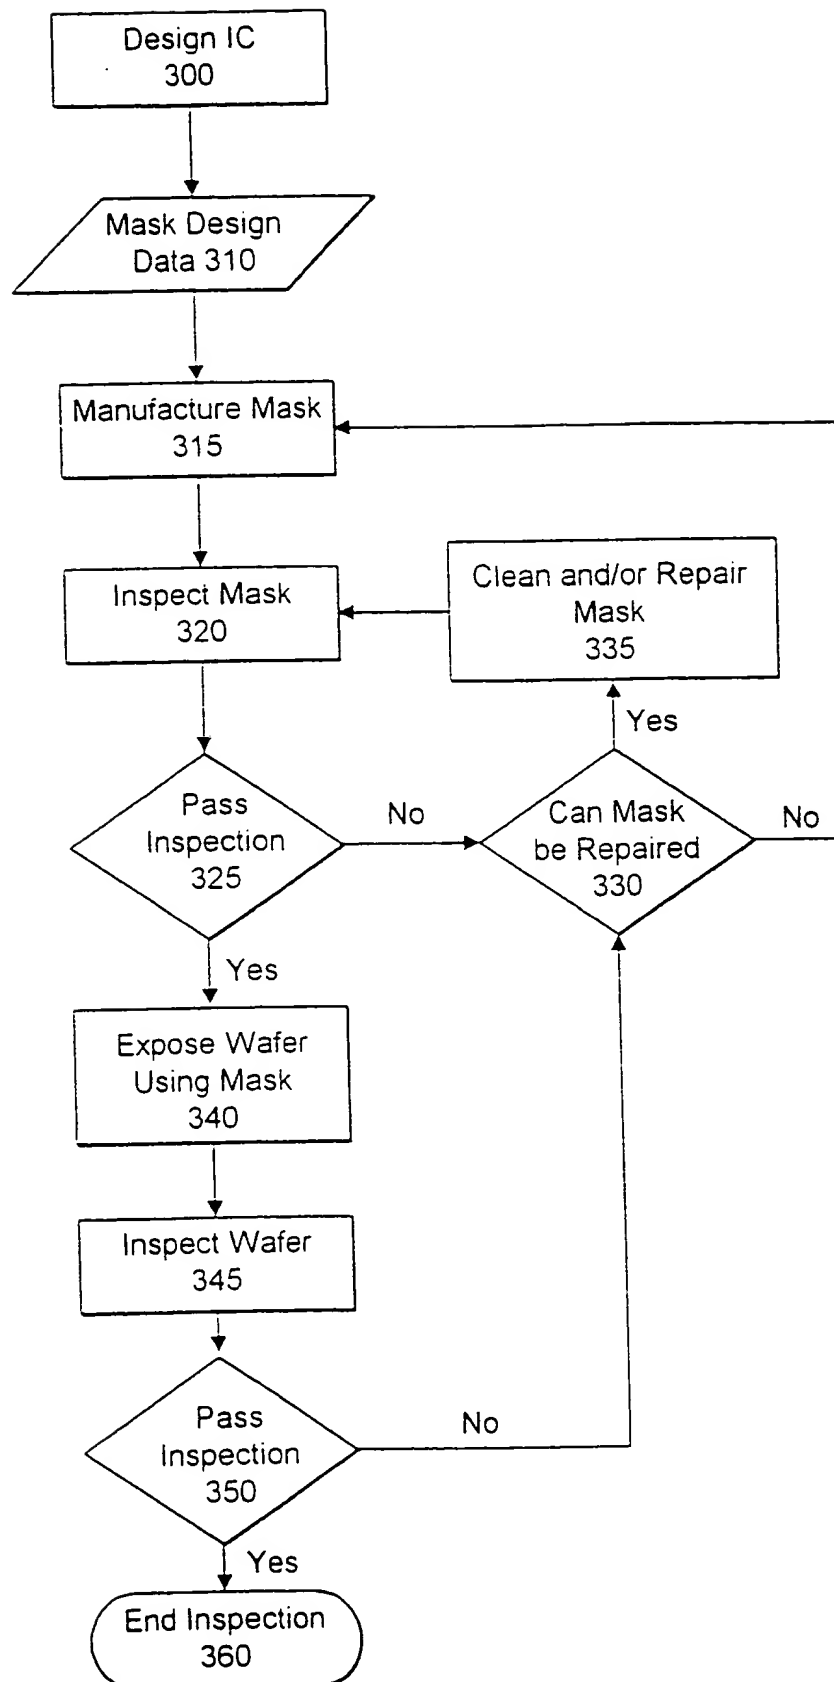 Design IC
300
Mask Design
Data 310
Manufacture Mask
315
Inspect Mask
320
Clean and/or Repair
Mask
335
Yes
Pass
Inspection
325
No
Can Mask
be Repaired
330
No
Yes
Expose Wafer
Using Mask
340
Inspect Wafer
345
Pass
Inspection
350
No
Yes
End Inspection
360